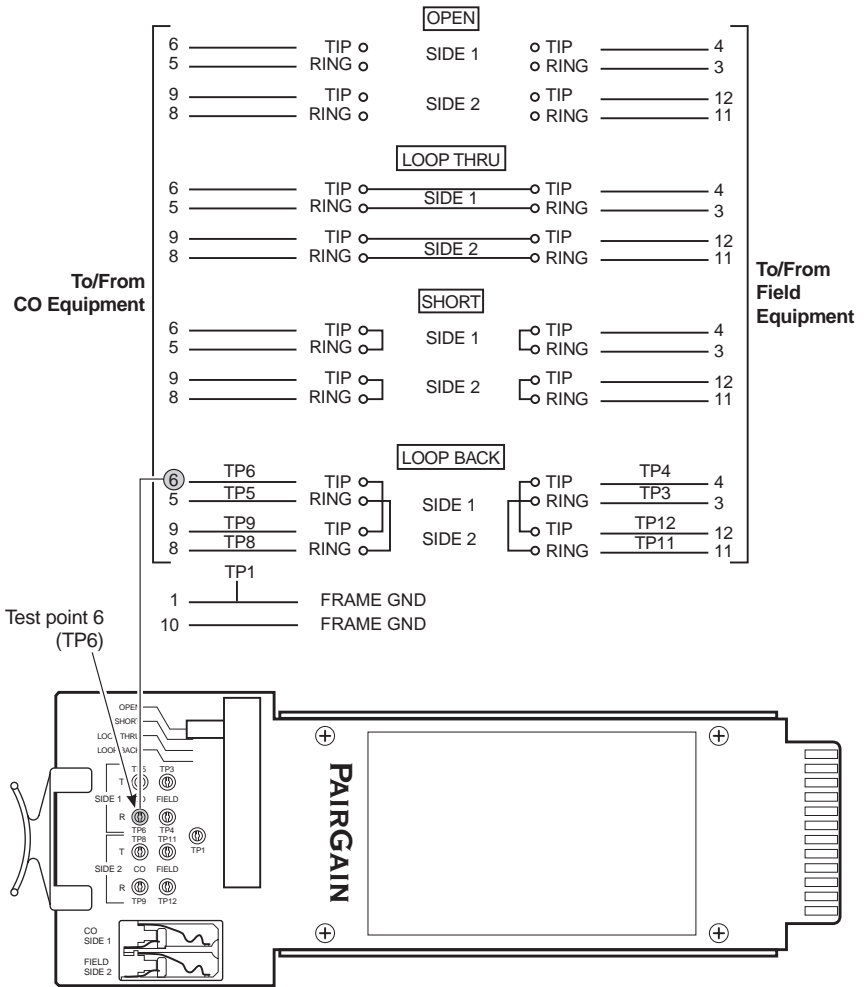 OPEN
6 TIP SIDE 1 TIP 4
5 RING RING 3
9 TIP SIDE 2 TIP 12
8 RING RING 11
LOOP THRU
6 TIP SIDE 1 TIP 4
5 RING RING 3
9 TIP SIDE 2 TIP 12
8 RING RING 11
To/From
CO Equipment
To/From
Field
Equipment
SHORT
6 TIP SIDE 1 TIP 4
5 RING RING 3
9 TIP SIDE 2 TIP 12
8 RING RING 11
LOOP BACK
6 TP6 TIP SIDE 1 TIP TP4 4
5 TP5 RING RING TP3 3
9 TP9 TIP SIDE 2 TIP TP12 12
8 TP8 RING RING TP11 11
TP1
1 FRAME GND
10 FRAME GND
Test point 6
(TP6)
OPEN
SHORT
LOOP THRU
LOOP BACK
TP5 TP3
T
SIDE 1 CO FIELD
R
TP6 TP4
TP8 TP11
TP1
T
SIDE 2 CO FIELD
R
TP9 TP12
CO
SIDE 1
FIELD
SIDE 2
PAIRGAIN